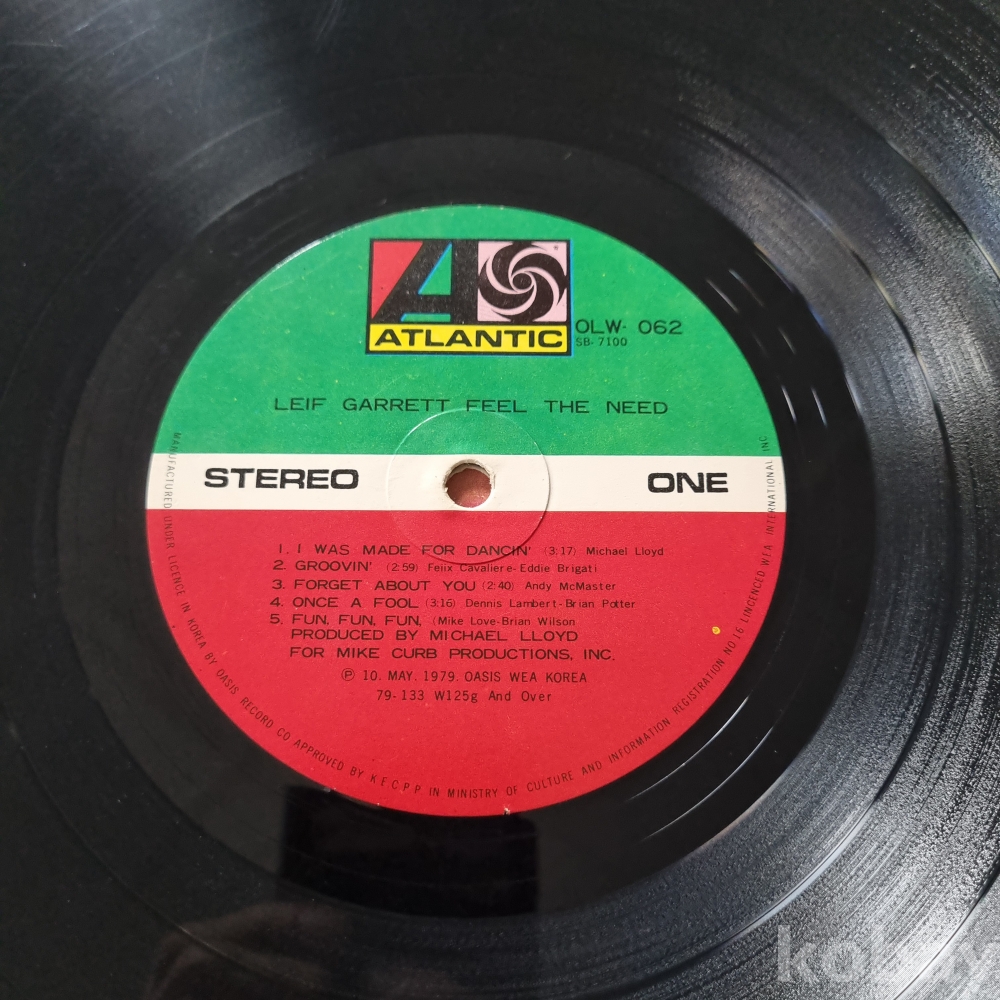 ATLANTIC
OLW- 062
SB-7100
LEIF GARRETT FEEL THE NEED
STEREO
ONE
1. I WAS MADE FOR DANCIN' (3:17) Michael Lloyd
2. GROOVIN' (2:59) Felix Cavaliere-Eddie Brigati
3. FORGET ABOUT YOU (2:40) Andy McMaster
4. ONCE A FOOL (3:16) Dennis Lambert-Brian Potter
5. FUN, FUN, FUN, (Mike Love-Brian Wilson
PRODUCED BY MICHAEL LLOYD
FOR MIKE CURB PRODUCTIONS, INC.
Ⓟ 10. MAY. 1979. OASIS WEA KOREA
79-133 W125g And Over
MANUFACTURED UNDER LICENCE IN KOREA BY OASIS RECORD CO APPROVED BY K.F.C.P.P. IN MINISTRY OF CULTURE AND INFORMATION REGISTRATION NO 16 LINCENCED WEA INTERNATIONAL INC